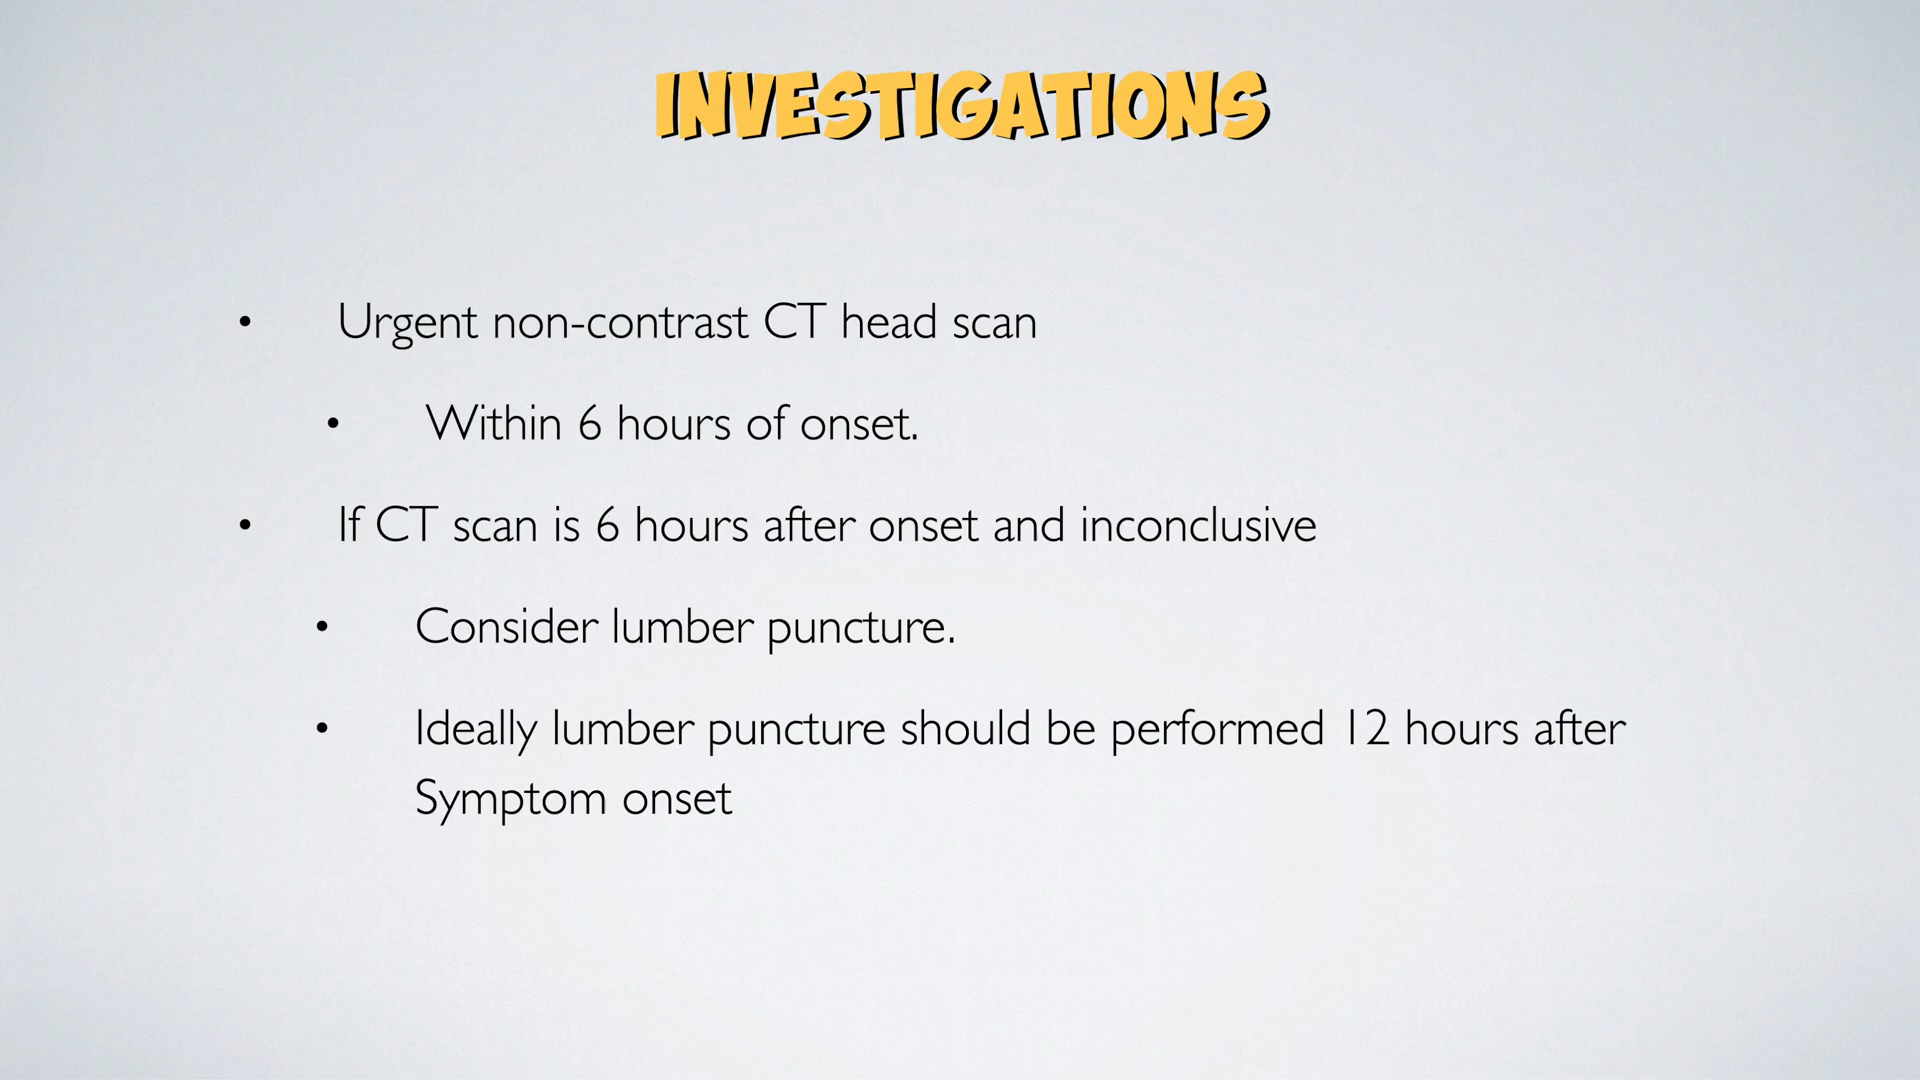 INVESTIGATIONS
• Urgent non-contrast CT head scan
• Within 6 hours of onset.
• If CT scan is 6 hours after onset and inconclusive
• Consider lumber puncture.
• Ideally lumber puncture should be performed 12 hours after
Symptom onset